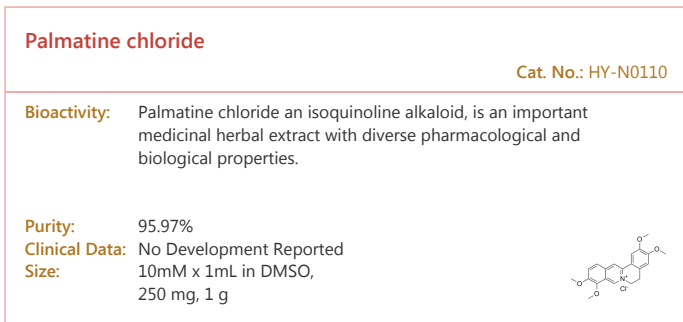 Palmatine chloride
Cat. No.: HY-N0110
Bioactivity: Palmatine chloride an isoquinoline alkaloid, is an important
medicinal herbal extract with diverse pharmacological and
biological properties.
Purity: 95.97%
Clinical Data: No Development Reported
Size: 10mM x 1mL in DMSO,
250 mg, 1 g
O
O
N+
Cl-
O
O